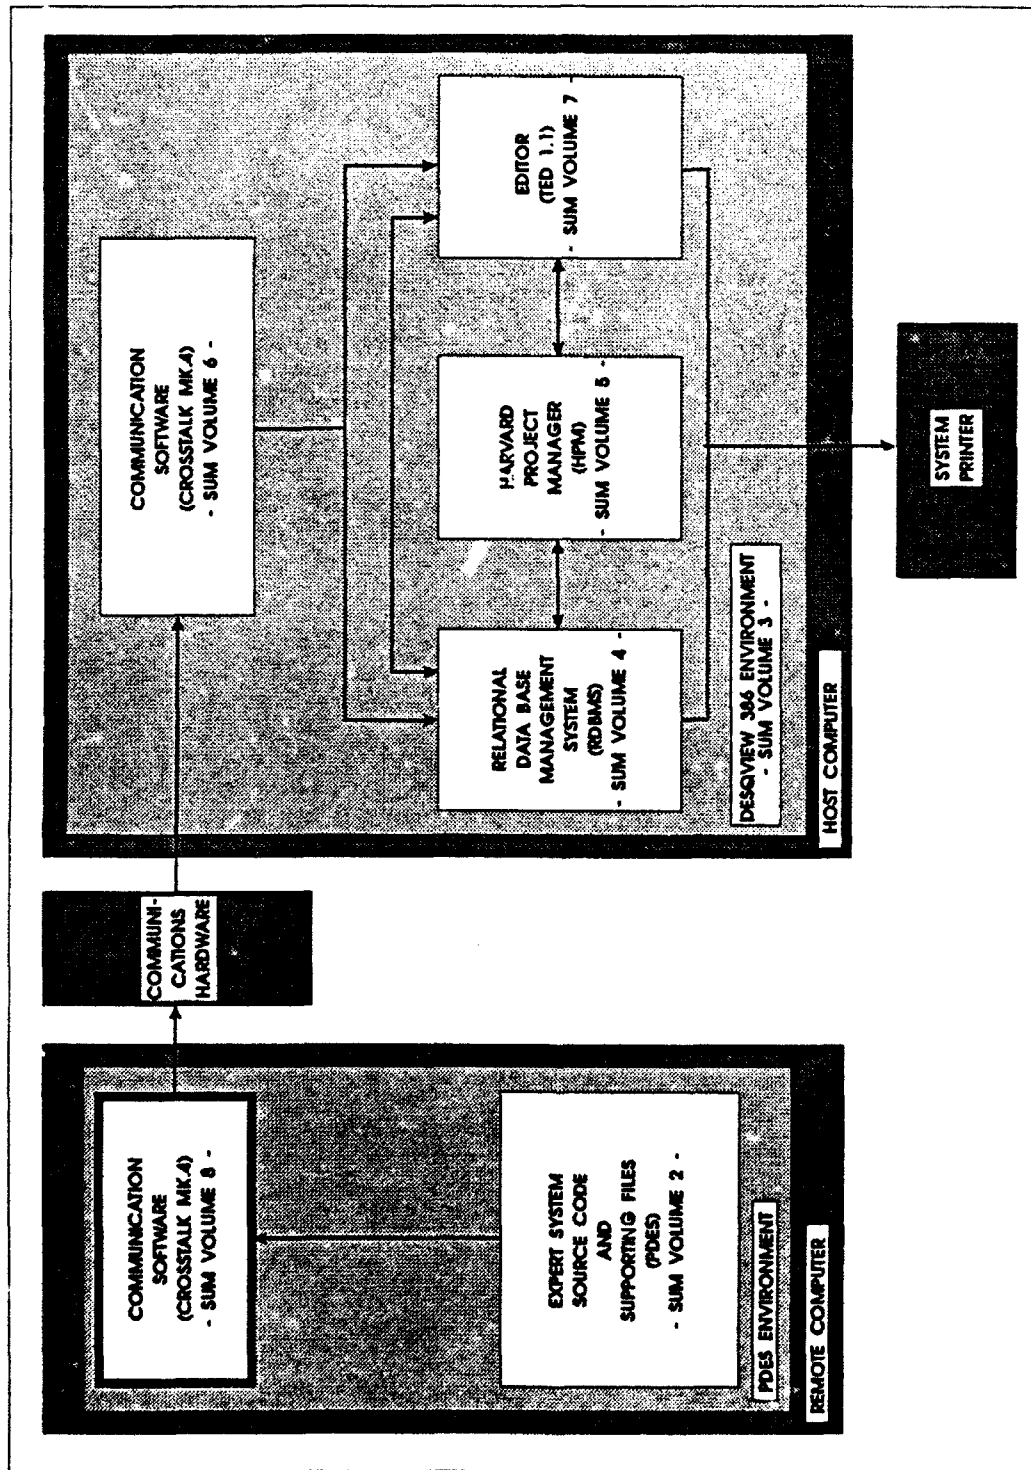 COMMUNICATION
SOFTWARE
(CROSSTALK MK.4)
- SUM VOLUME 8 -
EXPERT SYSTEM
SOURCE CODE
AND
SUPPORTING FILES
(PDES)
- SUM VOLUME 2 -
PDES ENVIRONMENT
REMOTE COMPUTER
COMMUNI-
CATIONS
HARDWARE
COMMUNICATION
SOFTWARE
(CROSSTALK MK.4)
- SUM VOLUME 6 -
RELATIONAL
DATA BASE
MANAGEMENT
SYSTEM
(RDBMS)
- SUM VOLUME 4 -
HARVARD
PROJECT
MANAGER
(HPM)
- SUM VOLUME 5 -
EDITOR
(TED 1.1)
- SUM VOLUME 7 -
DESQVIEW 386 ENVIRONMENT
- SUM VOLUME 3 -
HOST COMPUTER
SYSTEM
PRINTER